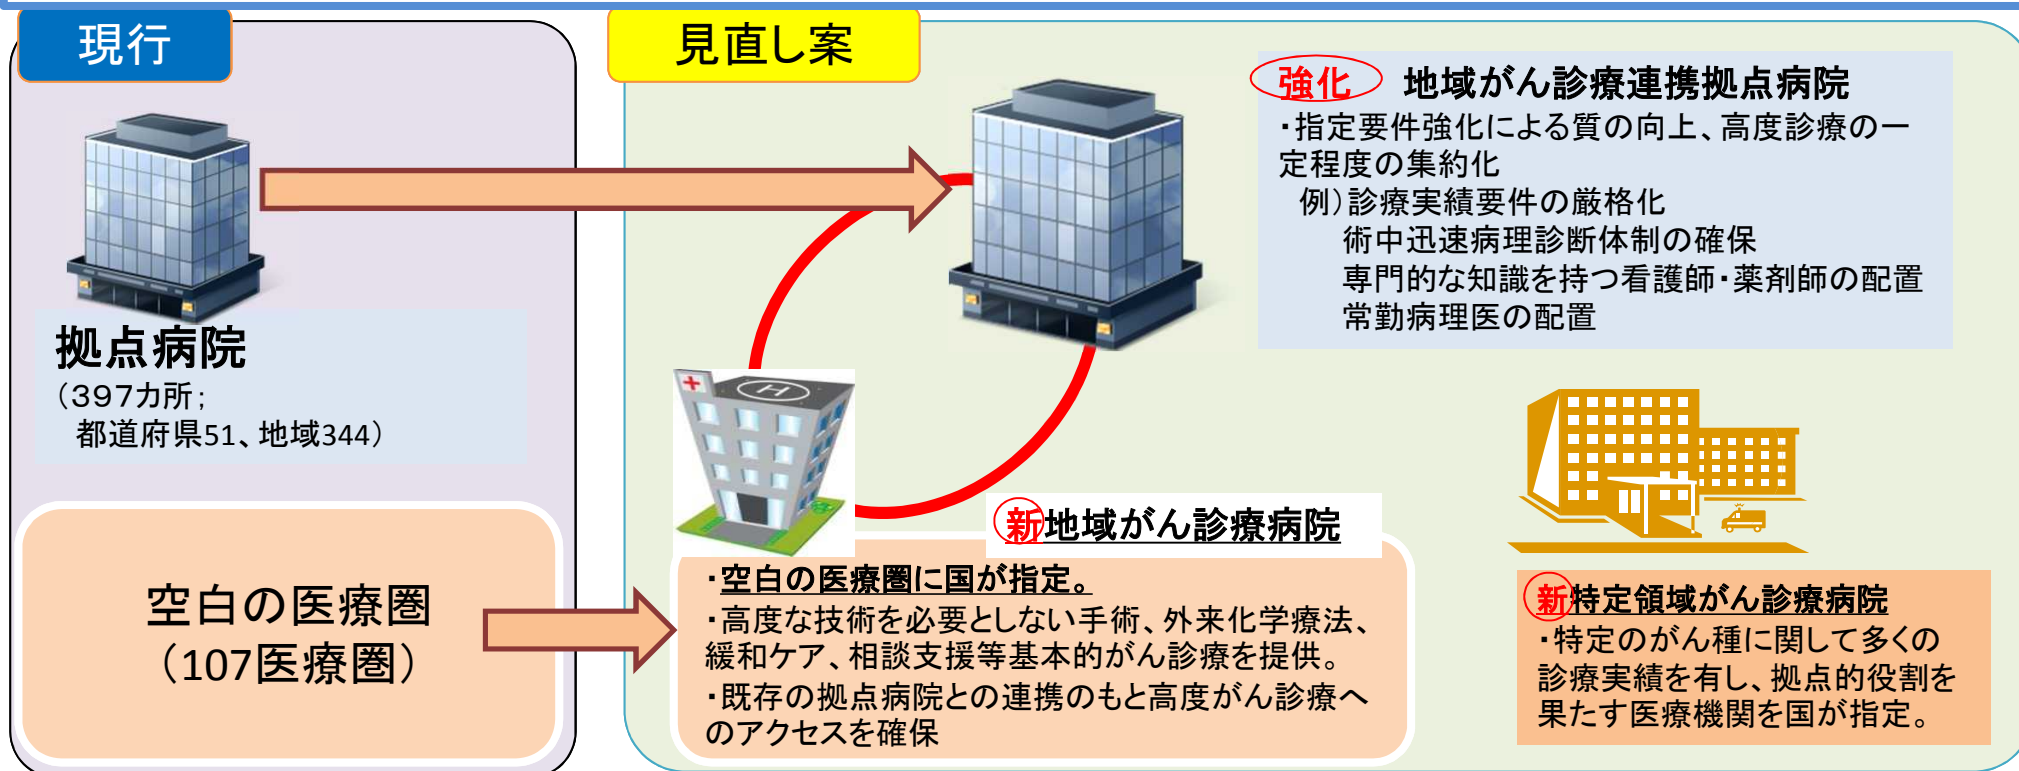 現行
拠点病院
（３９７カ所；
都道府県51、地域344）
空白の医療圏
（107医療圏）
見直し案
強化 地域がん診療連携拠点病院
・指定要件強化による質の向上、高度診療の一
定程度の集約化
例）診療実績要件の厳格化
術中迅速病理診断体制の確保
専門的な知識を持つ看護師・薬剤師の配置
常勤病理医の配置
H
新地域がん診療病院
・空白の医療圏に国が指定。
・高度な技術を必要としない手術、外来化学療法、
緩和ケア、相談支援等基本的がん診療を提供。
・既存の拠点病院との連携のもと高度がん診療へ
のアクセスを確保
新特定領域がん診療病院
・特定のがん種に関して多くの
診療実績を有し、拠点的役割を
果たす医療機関を国が指定。